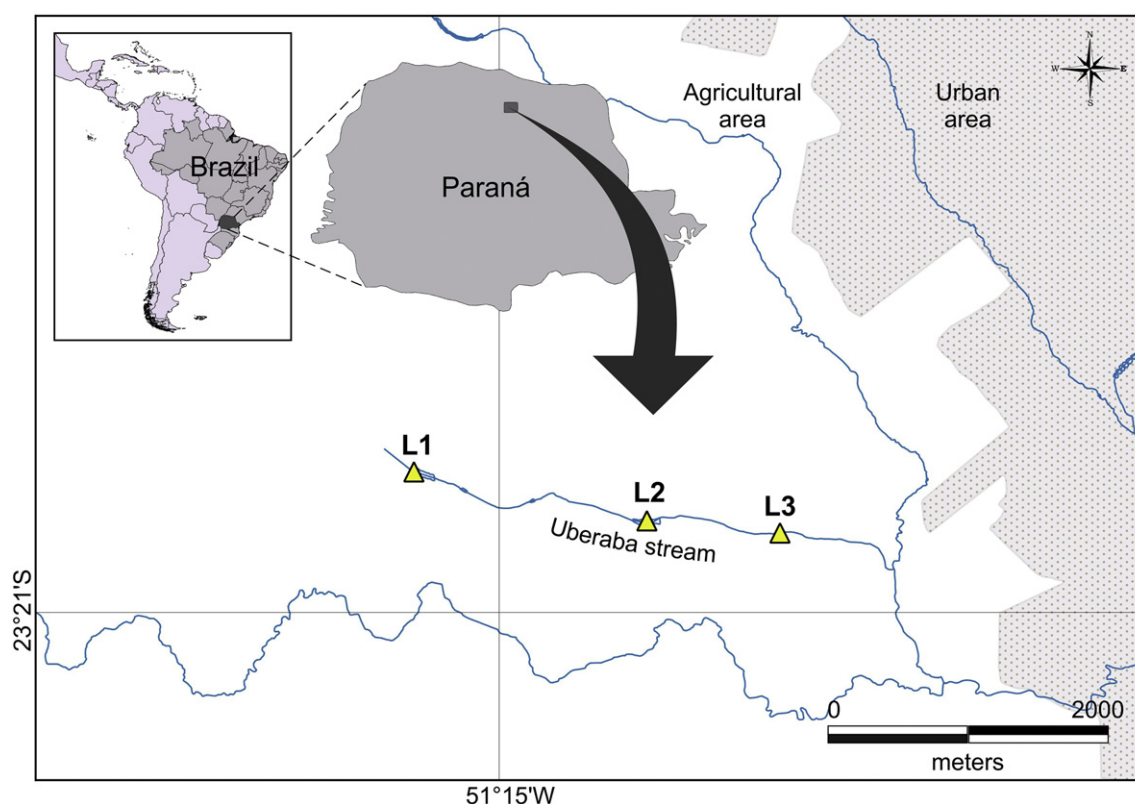 N
W
E
S
Agricultural
area
Urban
area
Brazil
Paraná
L1
L2
L3
Uberaba stream
23°21'S
0
2000
meters
51°15'W